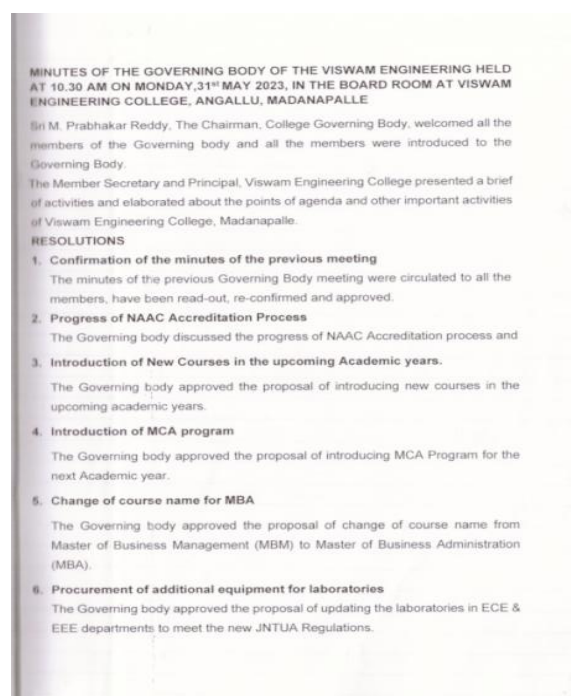 MINUTES OF THE GOVERNING BODY OF THE VISWAM ENGINEERING HELD
AT 10.30 AM ON MONDAY,31st MAY 2023, IN THE BOARD ROOM AT VISWAM
ENGINEERING COLLEGE, ANGALLU, MADANAPALLE
Sri M. Prabhakar Reddy, The Chairman, College Governing Body, welcomed all the
members of the Governing body and all the members were introduced to the
Governing Body.
The Member Secretary and Principal, Viswam Engineering College presented a brief
of activities and elaborated about the points of agenda and other important activities
of Viswam Engineering College, Madanapalle.
RESOLUTIONS
1. Confirmation of the minutes of the previous meeting
The minutes of the previous Governing Body meeting were circulated to all the
members, have been read-out, re-confirmed and approved.
2. Progress of NAAC Accreditation Process
The Governing body discussed the progress of NAAC Accreditation process and
3. Introduction of New Courses in the upcoming Academic years.
The Governing body approved the proposal of introducing new courses in the
upcoming academic years.
4. Introduction of MCA program
The Governing body approved the proposal of introducing MCA Program for the
next Academic year.
5. Change of course name for MBA
The Governing body approved the proposal of change of course name from
Master of Business Management (MBM) to Master of Business Administration
(MBA).
6. Procurement of additional equipment for laboratories
The Governing body approved the proposal of updating the laboratories in ECE &
EEE departments to meet the new JNTUA Regulations.